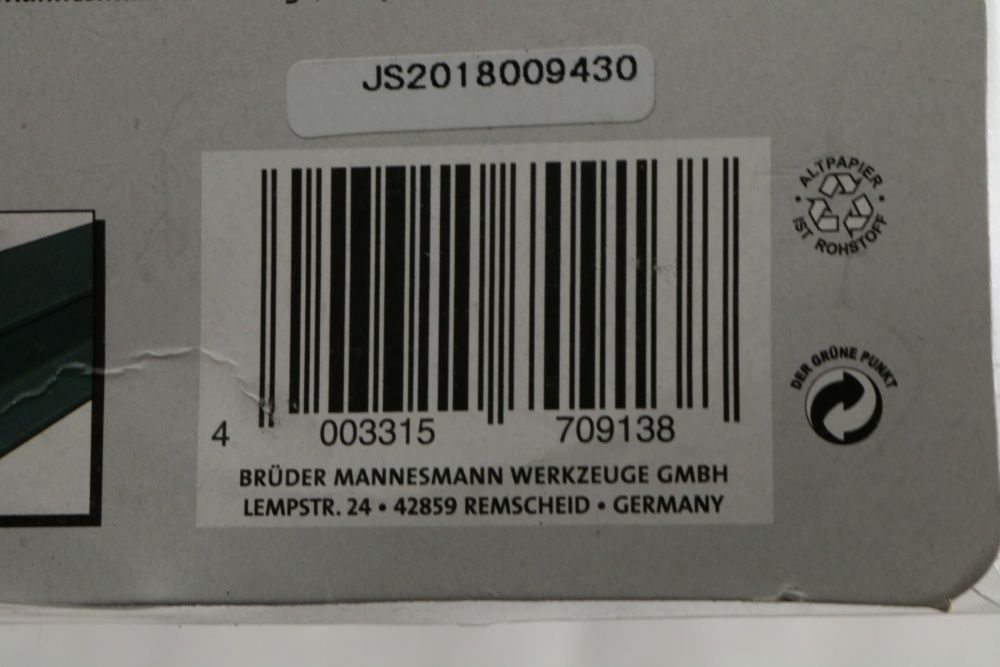 JS2018009430
4 003315 709138
BRÜDER MANNESMANN WERKZEUGE GMBH
LEMPSTR. 24 • 42859 REMSCHEID • GERMANY
ALTPAPIER
IST ROHSTOFF
DER GRÜNE PUNKT